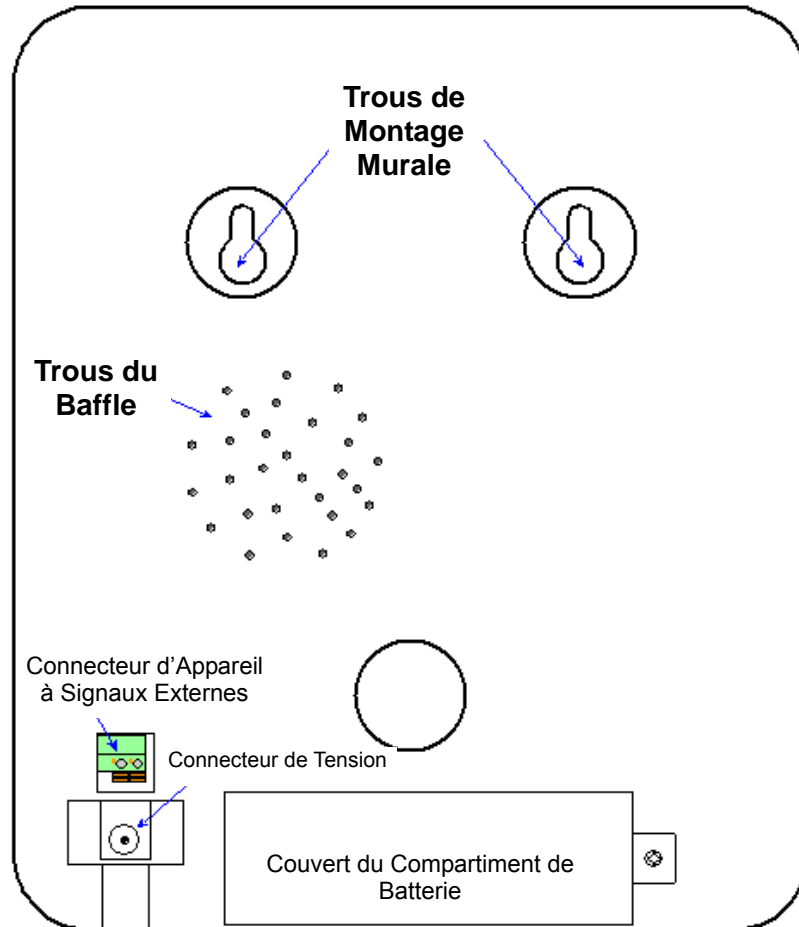 Trous de
Montage
Murale
Trous du
Baffle
Connecteur d’Appareil
à Signaux Externes
Connecteur de Tension
Couvert du Compartiment de
Batterie